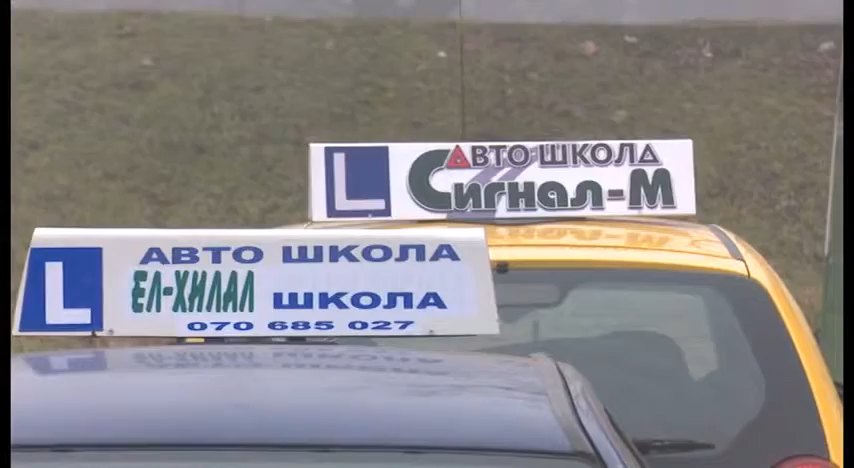 L
АВТО ШКОЛА
ЕЛ-ХИЛАЛ ШКОЛА
070 685 027
L
АВТО ШКОЛА
СИГНАЛ-М